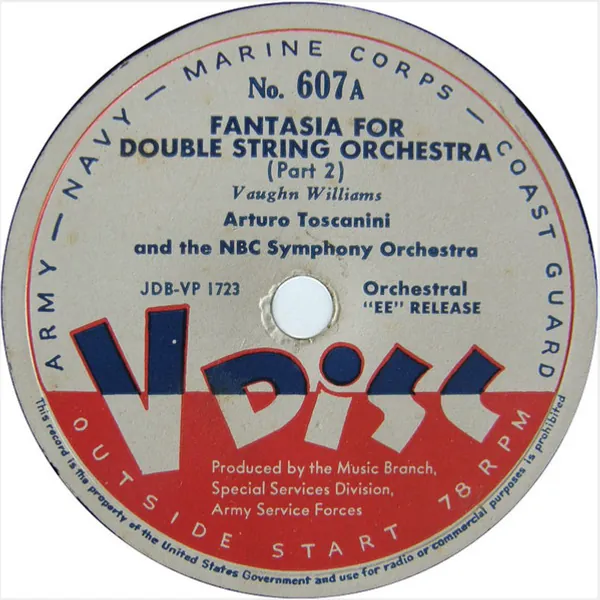 ARMY — NAVY — MARINE CORPS — COAST GUARD
No. 607A
FANTASIA FOR
DOUBLE STRING ORCHESTRA
(Part 2)
Vaughn Williams
Arturo Toscanini
and the NBC Symphony Orchestra
JDB-VP 1723
Orchestral
"EE" RELEASE
V DiSC
Produced by the Music Branch,
Special Services Division,
Army Service Forces
OUTSIDE START 78 RPM
This record is the property of the United States Government and its use for radio or commercial purposes is prohibited